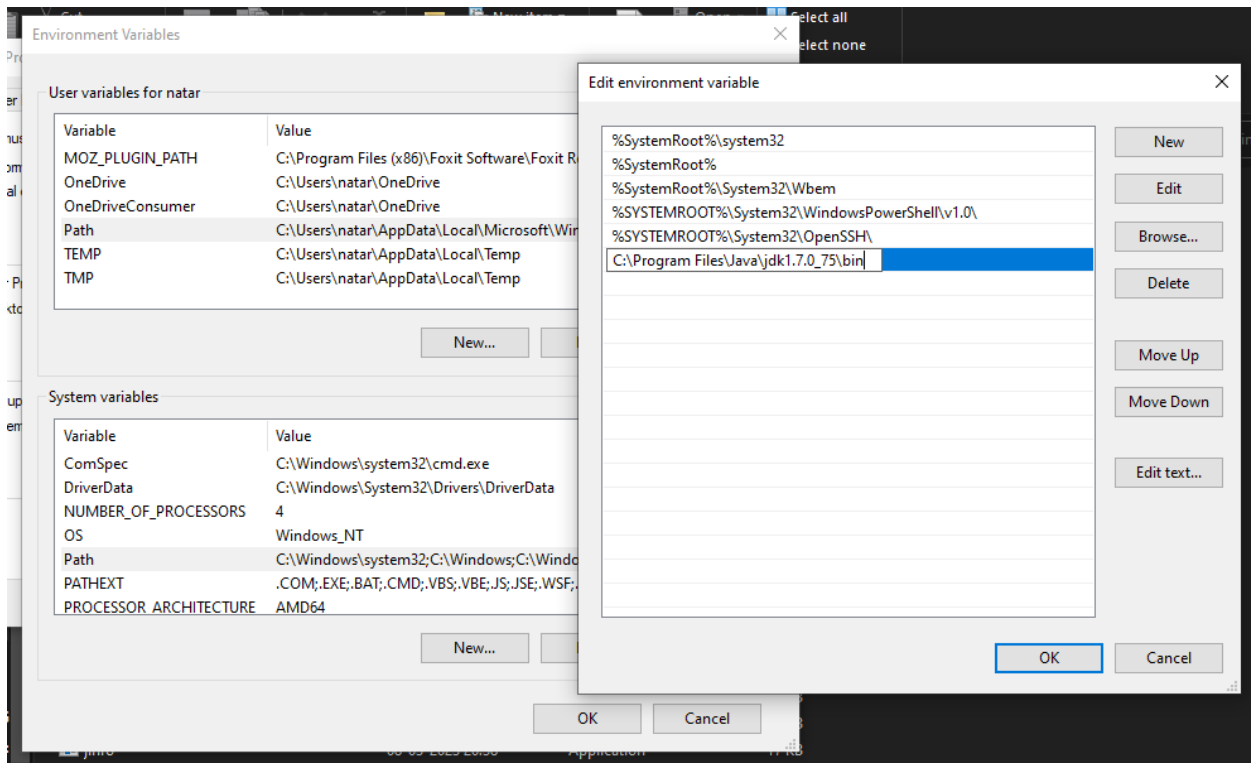 Select all
elect none
Environment Variables
User variables for natar
Variable Value
MOZ_PLUGIN_PATH C:\Program Files (x86)\Foxit Software\Foxit R
OneDrive C:\Users\natar\OneDrive
OneDriveConsumer C:\Users\natar\OneDrive
Path C:\Users\natar\AppData\Local\Microsoft\Win
TEMP C:\Users\natar\AppData\Local\Temp
TMP C:\Users\natar\AppData\Local\Temp
New...
System variables
Variable Value
ComSpec C:\Windows\system32\cmd.exe
DriverData C:\Windows\System32\Drivers\DriverData
NUMBER_OF_PROCESSORS 4
OS Windows_NT
Path C:\Windows\system32;C:\Windows;C:\Windo
PATHEXT .COM;.EXE;.BAT;.CMD;.VBS;.VBE;.JS;.JSE;.WSF;.
PROCESSOR_ARCHITECTURE AMD64
New...
OK Cancel
Edit environment variable
%SystemRoot%\system32
%SystemRoot%
%SystemRoot%\System32\Wbem
%SYSTEMROOT%\System32\WindowsPowerShell\v1.0\
%SYSTEMROOT%\System32\OpenSSH\
C:\Program Files\Java\jdk1.7.0_75\bin
New
Edit
Browse...
Delete
Move Up
Move Down
Edit text...
OK Cancel